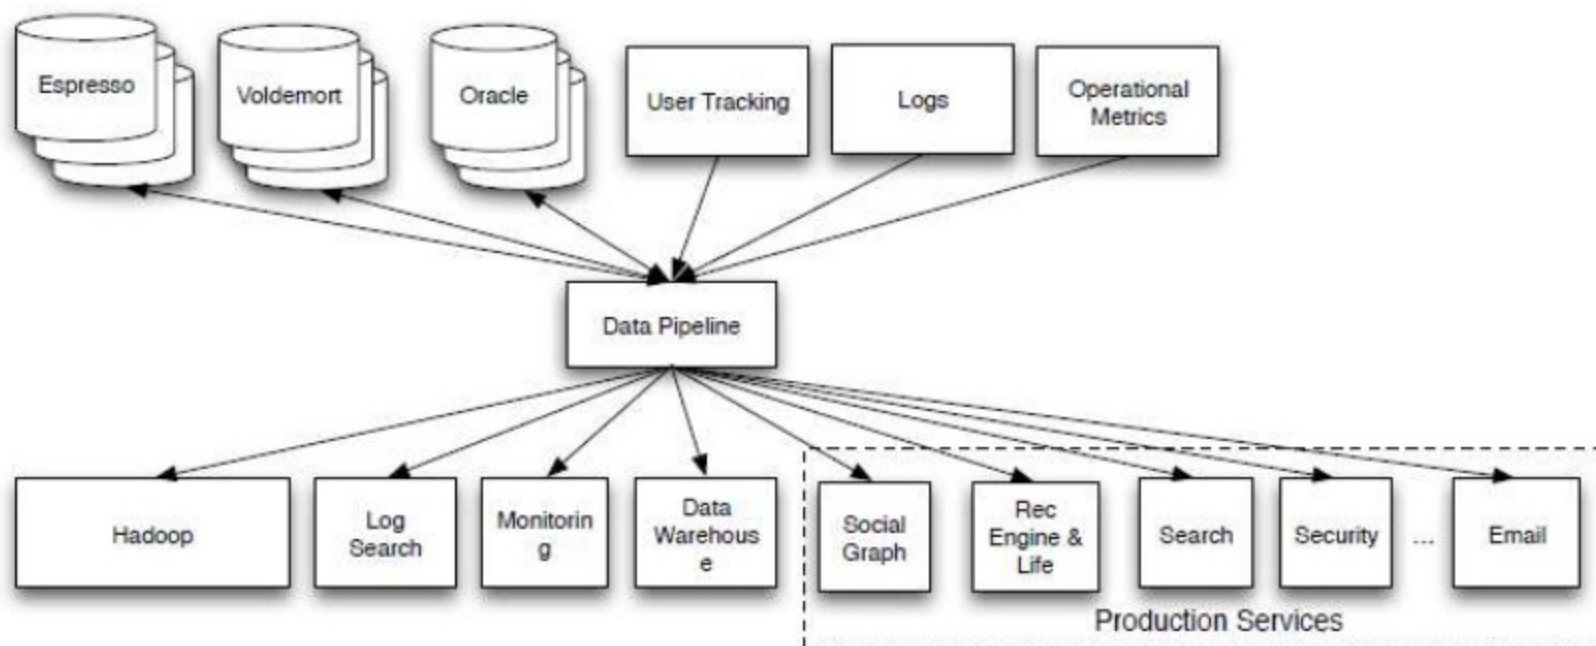 Espresso
Voldemort
Oracle
User Tracking
Logs
Operational
Metrics
Data Pipeline
Hadoop
Log
Search
Monitorin
g
Data
Warehous
e
Social
Graph
Rec
Engine &
Life
Search
Security
...
Email
Production Services